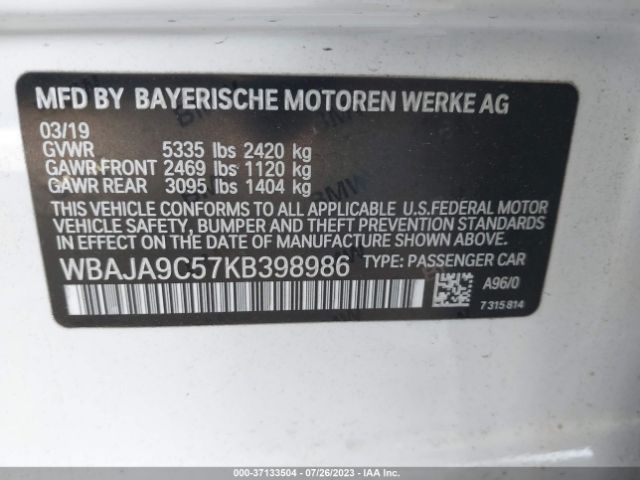 MFD BY BAYERISCHE MOTOREN WERKE AG
03/19
GVWR 5335 lbs 2420 kg
GAWR FRONT 2469 lbs 1120 kg
GAWR REAR 3095 lbs 1404 kg
THIS VEHICLE CONFORMS TO ALL APPLICABLE U.S.FEDERAL MOTOR
VEHICLE SAFETY, BUMPER AND THEFT PREVENTION STANDARDS
IN EFFECT ON THE DATE OF MANUFACTURE SHOWN ABOVE.
WBAJA9C57KB398986 TYPE: PASSENGER CAR
A96/0
7315814
000-37133504 / 07/26/2023 - IAA Inc.